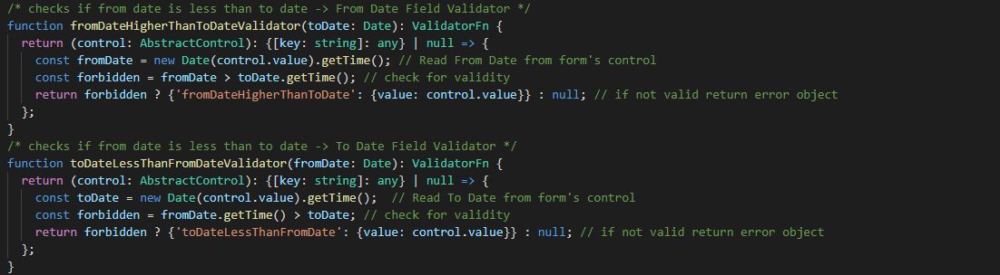 /* checks if from date is less than to date -> From Date Field Validator */
function fromDateHigherThanToDateValidator(toDate: Date): ValidatorFn {
  return (control: AbstractControl): {[key: string]: any} | null => {
    const fromDate = new Date(control.value).getTime(); // Read From Date from form's control
    const forbidden = fromDate > toDate.getTime(); // check for validity
    return forbidden ? {'fromDateHigherThanToDate': {value: control.value}} : null; // if not valid return error object
  };
}
/* checks if from date is less than to date -> To Date Field Validator */
function toDateLessThanFromDateValidator(fromDate: Date): ValidatorFn {
  return (control: AbstractControl): {[key: string]: any} | null => {
    const toDate = new Date(control.value).getTime();  // Read To Date from form's control
    const forbidden = fromDate.getTime() > toDate; // check for validity
    return forbidden ? {'toDateLessThanFromDate': {value: control.value}} : null; // if not valid return error object
  };
}